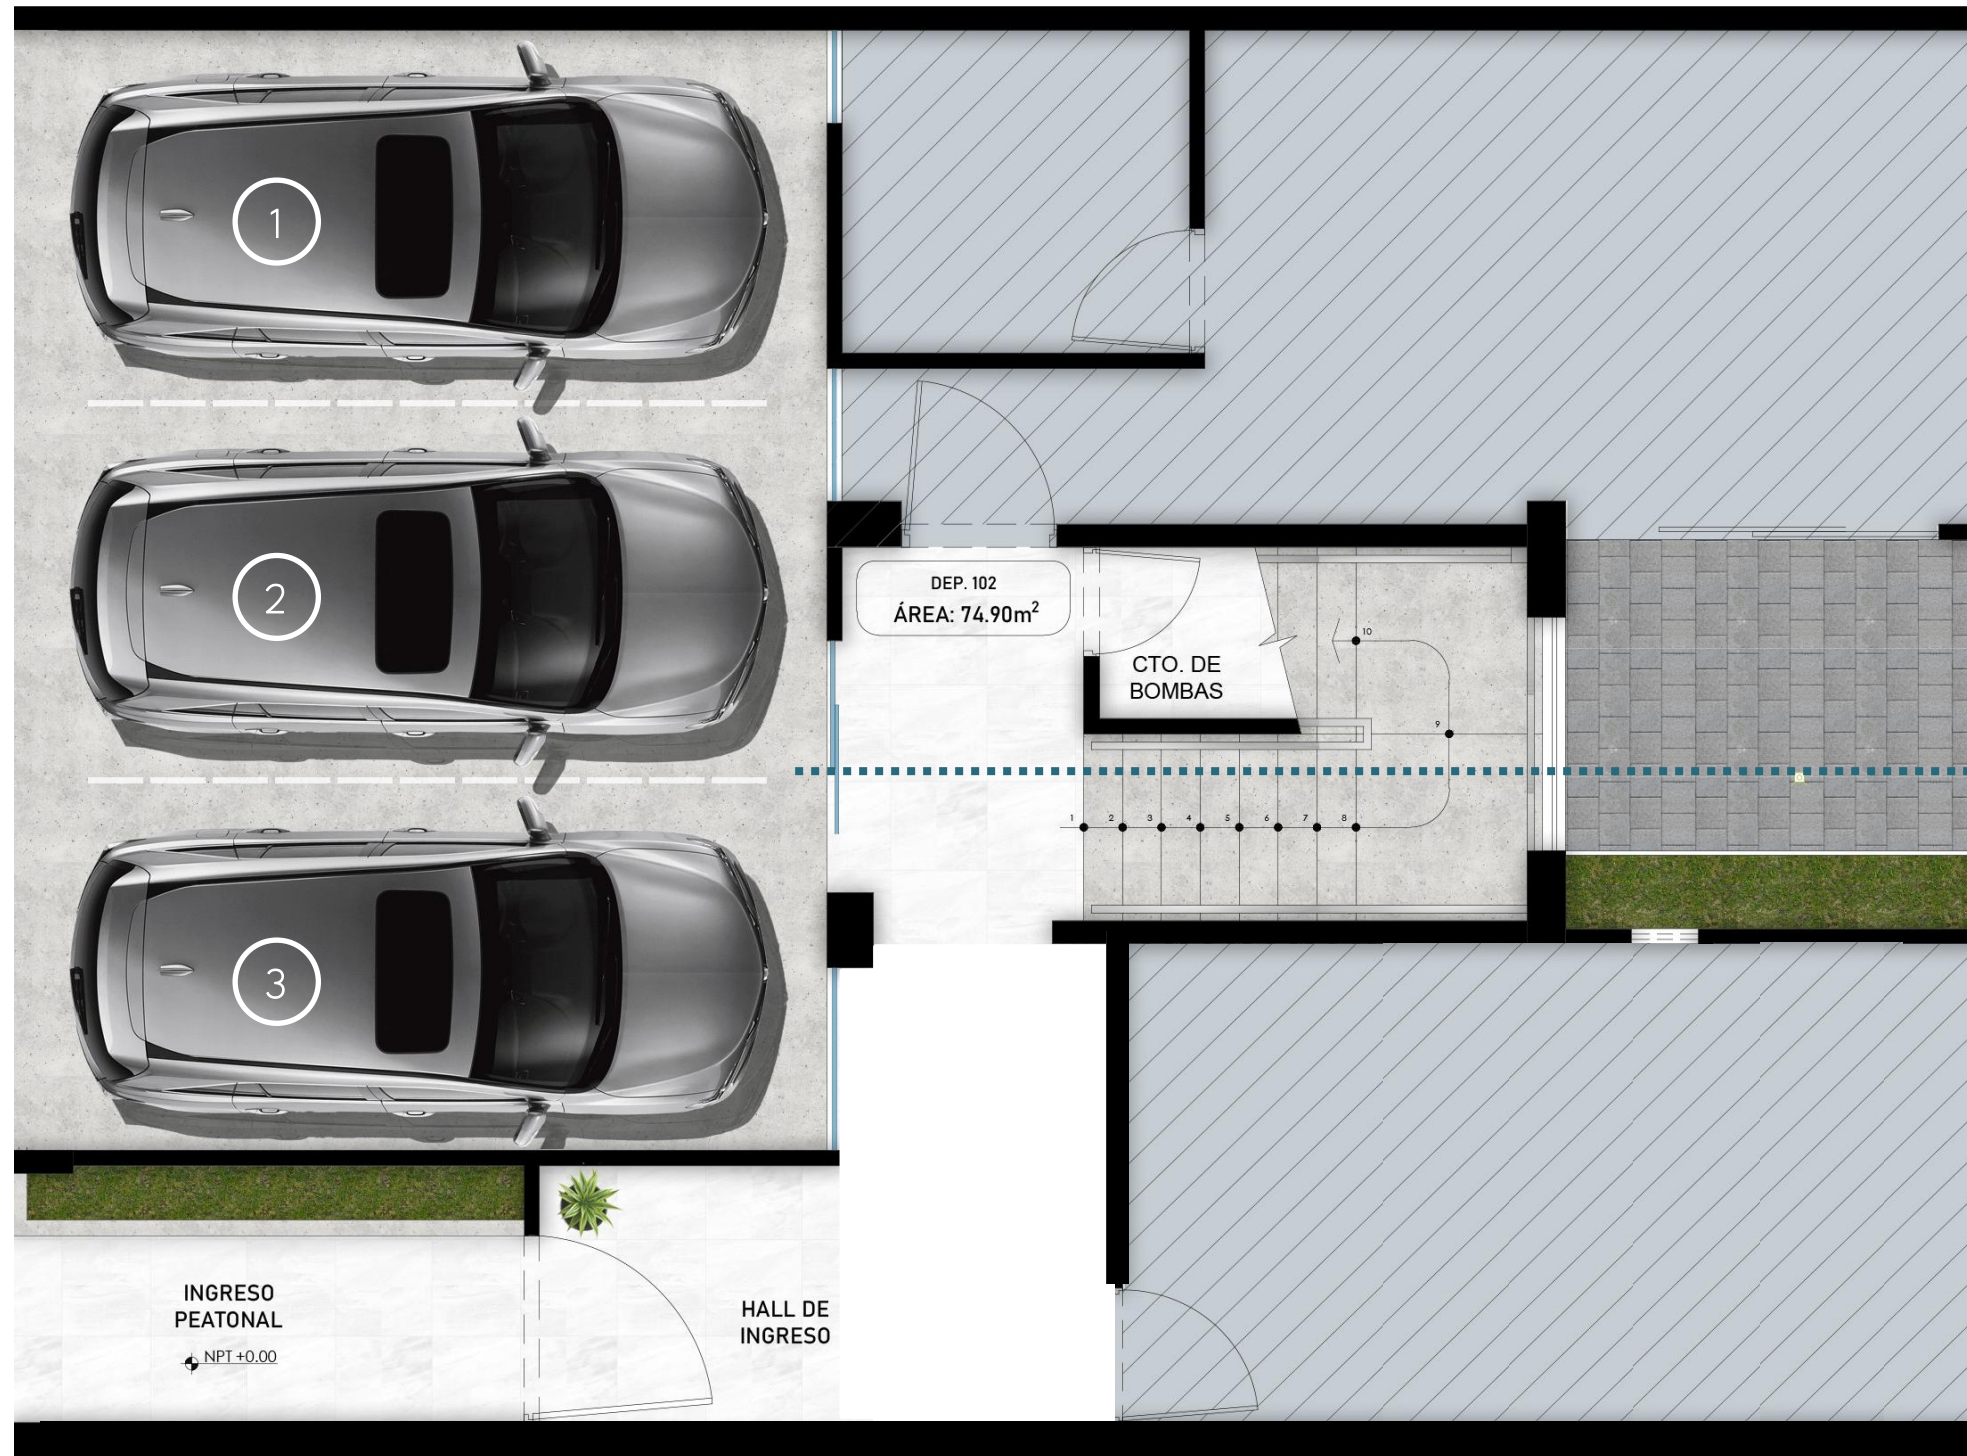 1
2
3
DEP. 102
ÁREA: 74.90m²
CTO. DE
BOMBAS
10
9
1 2 3 4 5 6 7 8
INGRESO
PEATONAL
NPT +0.00
HALL DE
INGRESO